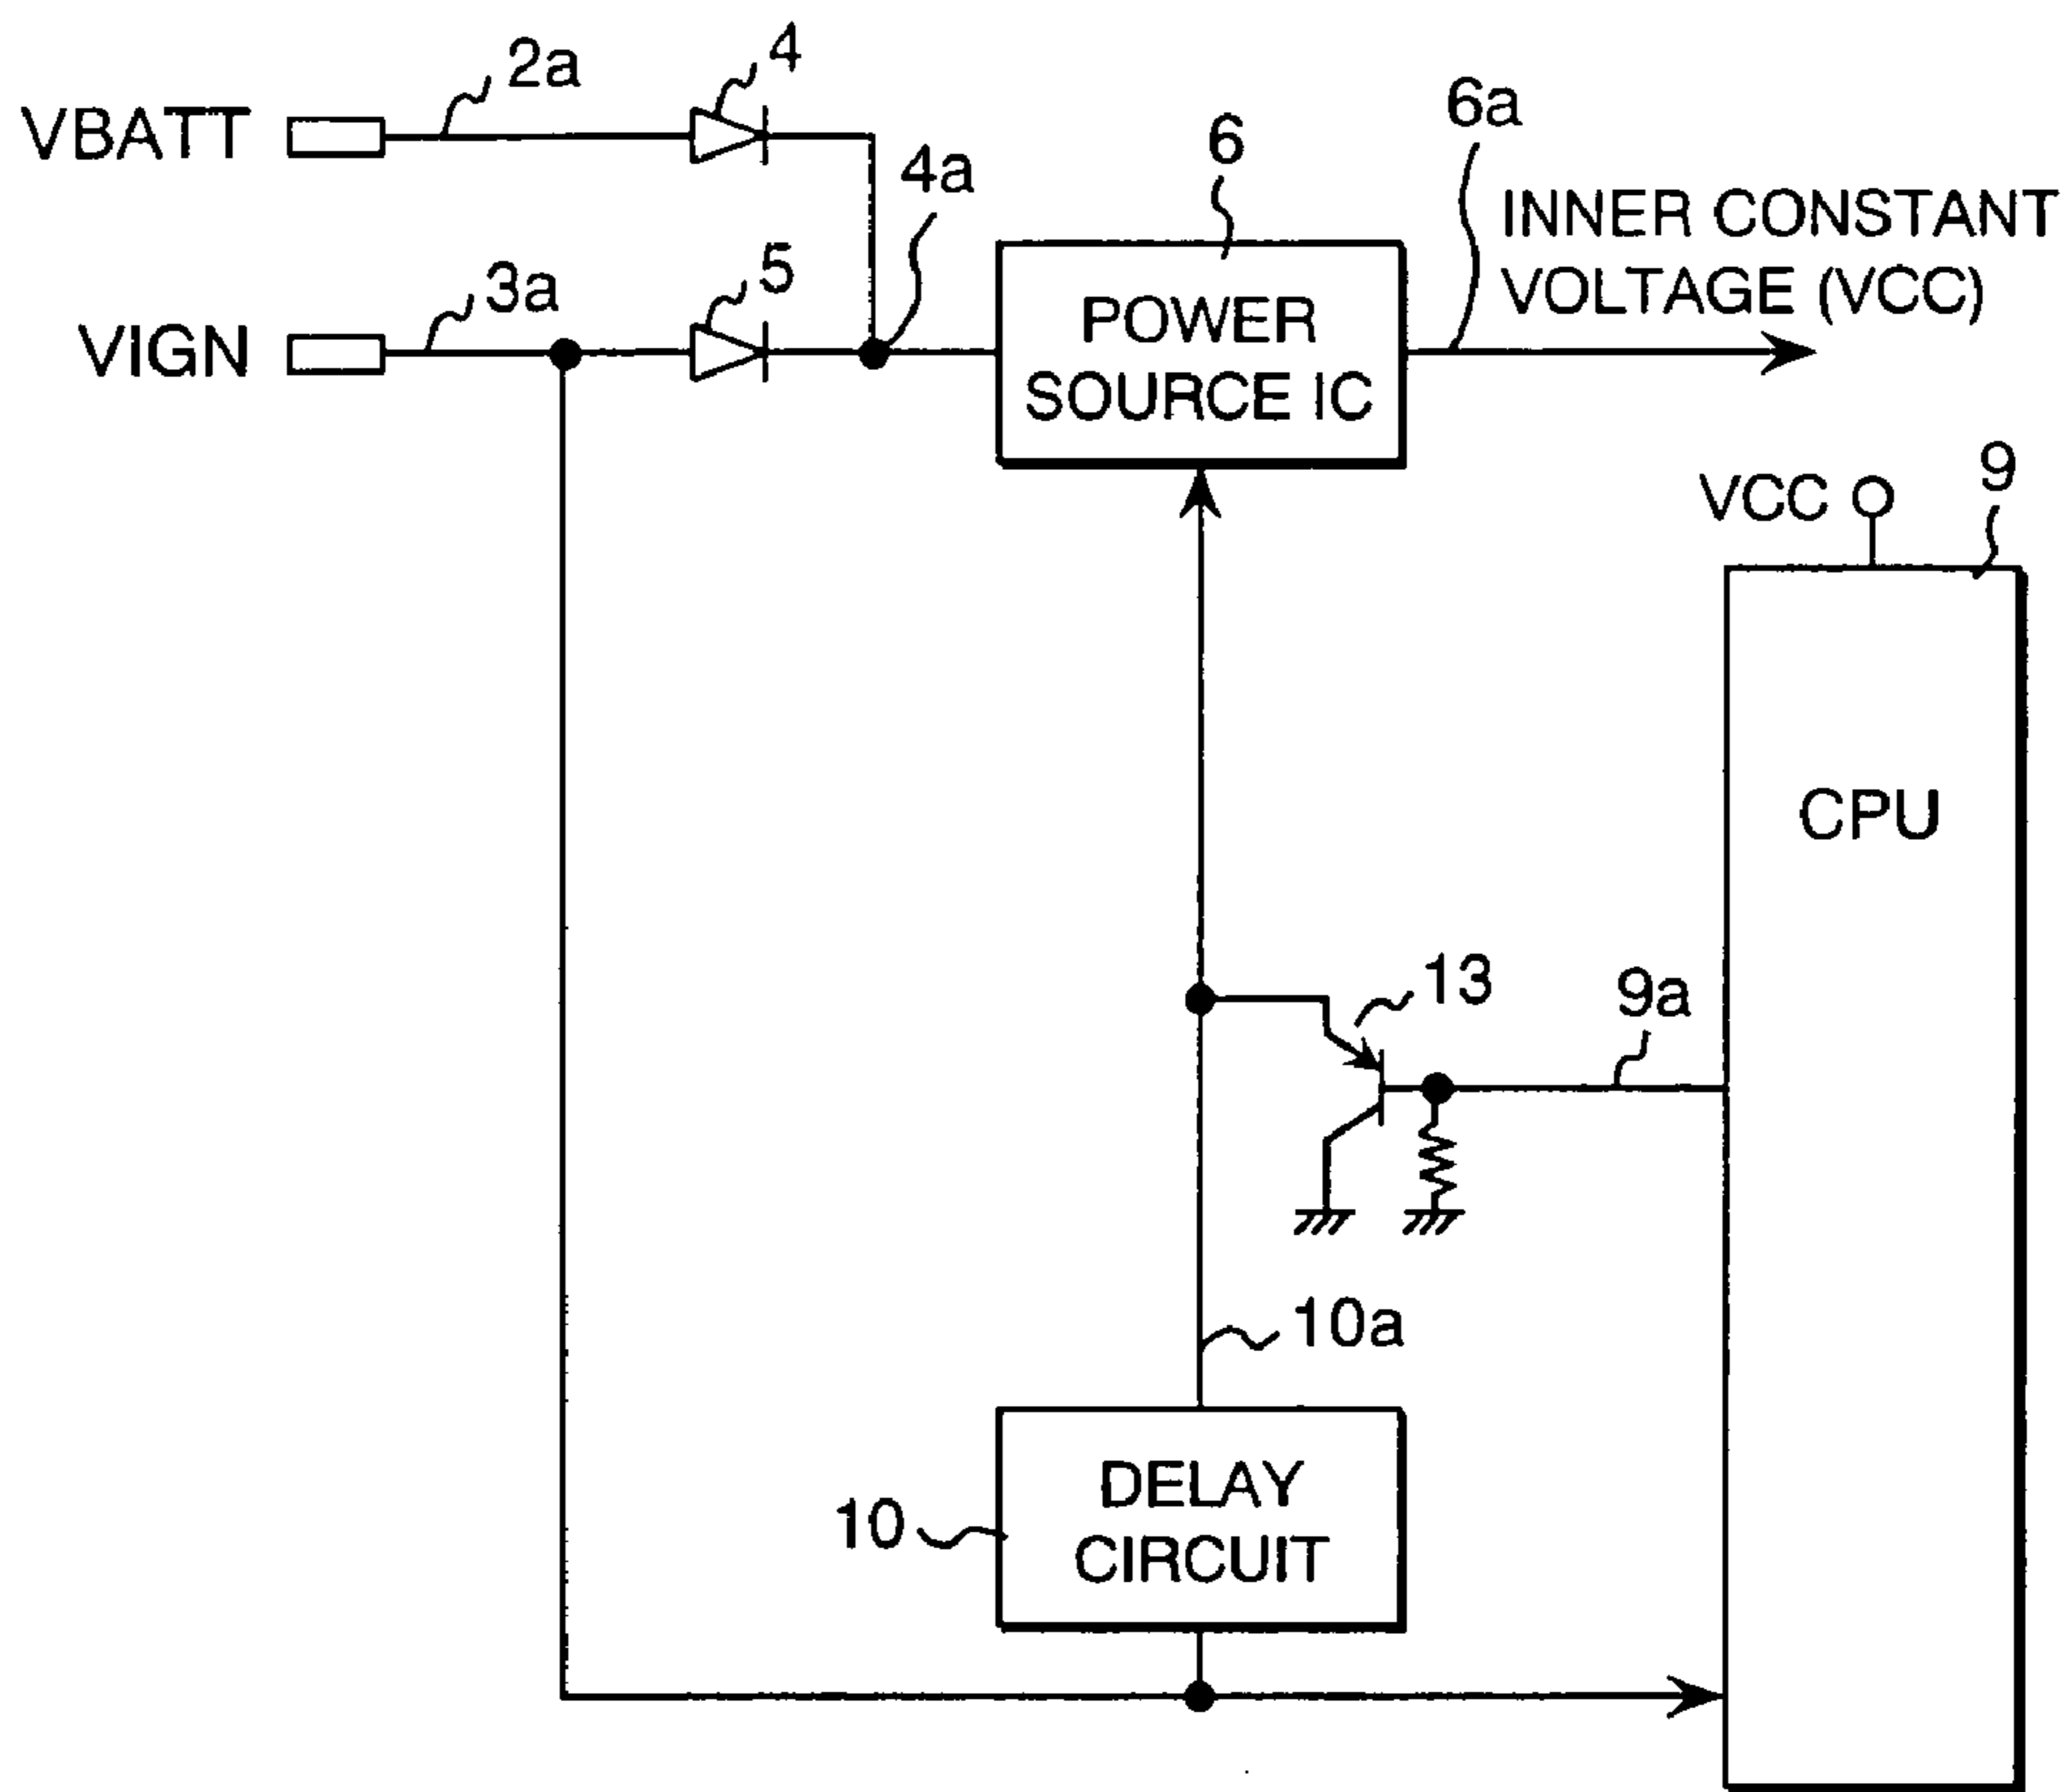 2a
4
VBATT
4a
6
6a
INNER CONSTANT
VOLTAGE (VCC)
3a
5
VIGN
POWER
SOURCE IC
VCC
9
CPU
13
9a
10a
10
DELAY
CIRCUIT